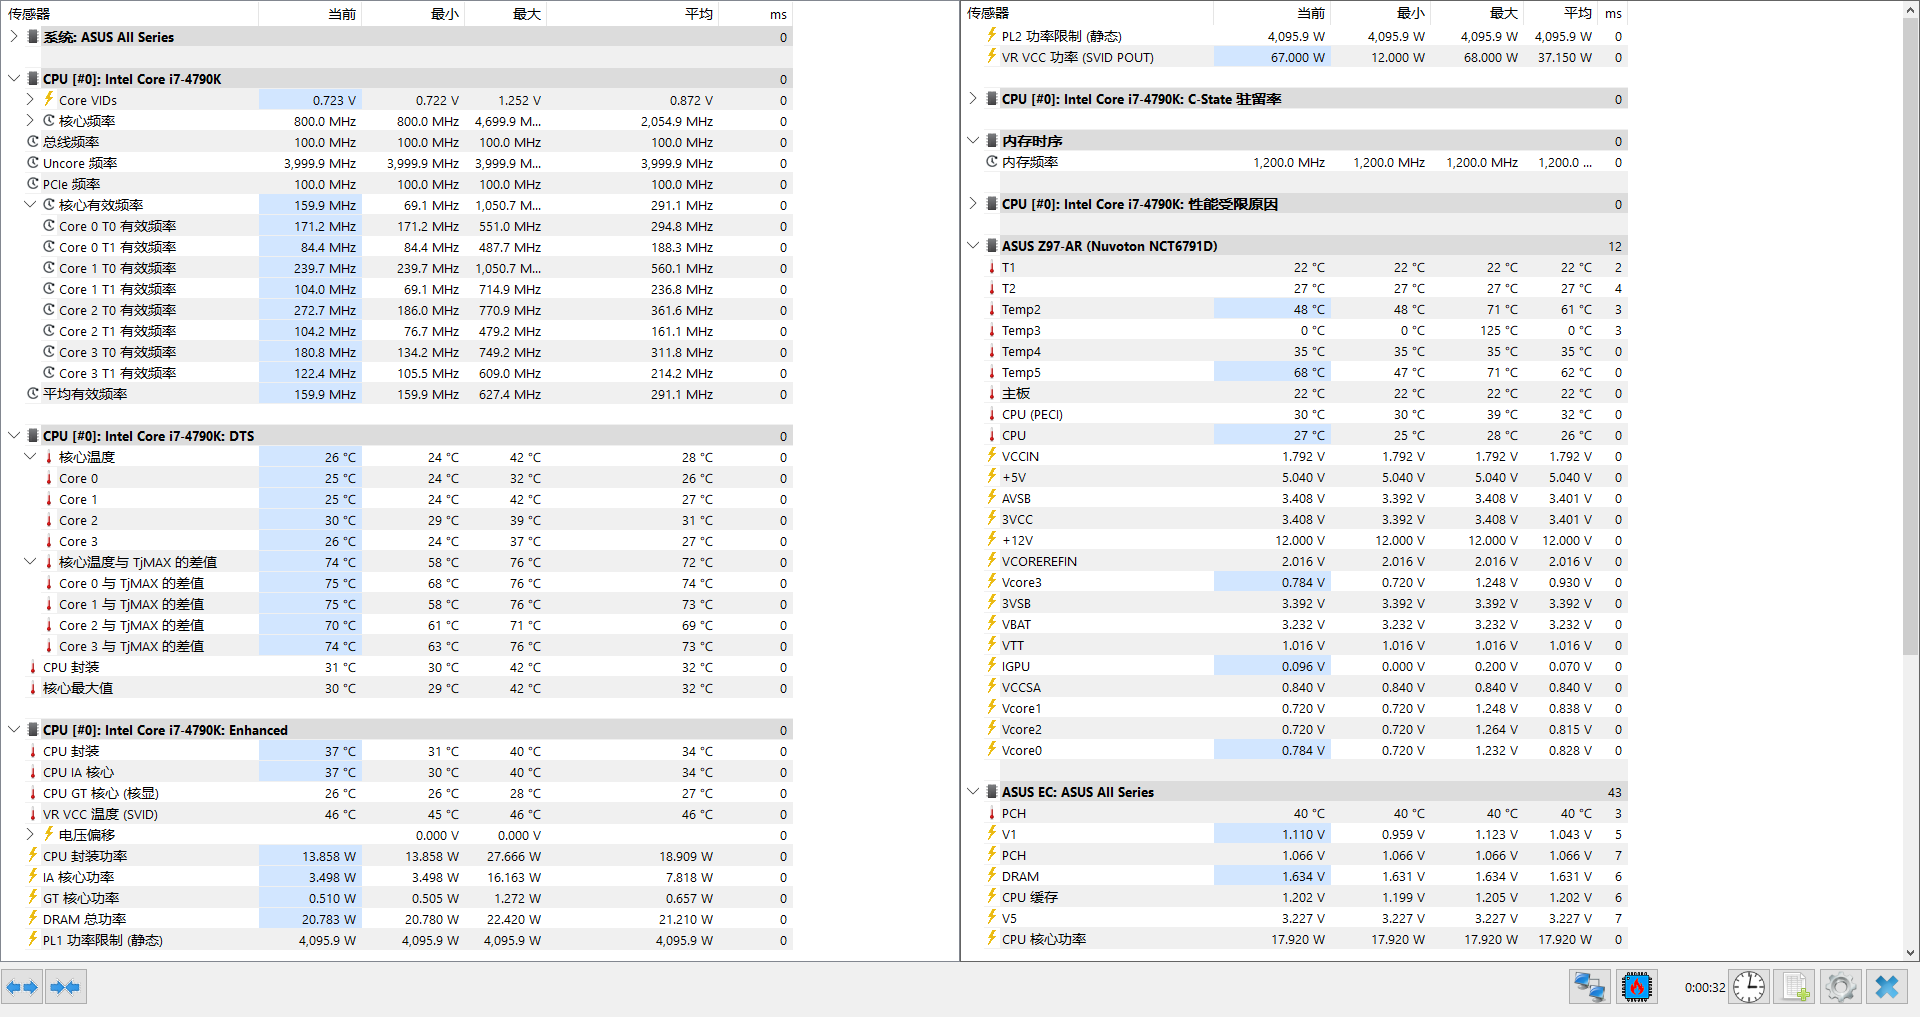 传感器 当前 最小 最大 平均 ms
系统: ASUS All Series 0
CPU [#0]: Intel Core i7-4790K 0
Core VIDs 0.723 V 0.722 V 1.252 V 0.872 V 0
核心频率 800.0 MHz 800.0 MHz 4,699.9 M... 2,054.9 MHz 0
总线频率 100.0 MHz 100.0 MHz 100.0 MHz 100.0 MHz 0
Uncore 频率 3,999.9 MHz 3,999.9 MHz 3,999.9 M... 3,999.9 MHz 0
PCIe 频率 100.0 MHz 100.0 MHz 100.0 MHz 100.0 MHz 0
核心有效频率 159.9 MHz 69.1 MHz 1,050.7 M... 291.1 MHz 0
Core 0 T0 有效频率 171.2 MHz 171.2 MHz 551.0 MHz 294.8 MHz 0
Core 0 T1 有效频率 84.4 MHz 84.4 MHz 487.7 MHz 188.3 MHz 0
Core 1 T0 有效频率 239.7 MHz 239.7 MHz 1,050.7 M... 560.1 MHz 0
Core 1 T1 有效频率 104.0 MHz 69.1 MHz 714.9 MHz 236.8 MHz 0
Core 2 T0 有效频率 272.7 MHz 186.0 MHz 770.9 MHz 361.6 MHz 0
Core 2 T1 有效频率 104.2 MHz 76.7 MHz 479.2 MHz 161.1 MHz 0
Core 3 T0 有效频率 180.8 MHz 134.2 MHz 749.2 MHz 311.8 MHz 0
Core 3 T1 有效频率 122.4 MHz 105.5 MHz 609.0 MHz 214.2 MHz 0
平均有效频率 159.9 MHz 159.9 MHz 627.4 MHz 291.1 MHz 0
CPU [#0]: Intel Core i7-4790K: DTS 0
核心温度 26 °C 24 °C 42 °C 28 °C 0
Core 0 25 °C 24 °C 32 °C 26 °C 0
Core 1 25 °C 24 °C 42 °C 27 °C 0
Core 2 30 °C 29 °C 39 °C 31 °C 0
Core 3 26 °C 24 °C 37 °C 27 °C 0
核心温度与 TjMAX 的差值 74 °C 58 °C 76 °C 72 °C 0
Core 0 与 TjMAX 的差值 75 °C 68 °C 76 °C 74 °C 0
Core 1 与 TjMAX 的差值 75 °C 58 °C 76 °C 73 °C 0
Core 2 与 TjMAX 的差值 70 °C 61 °C 71 °C 69 °C 0
Core 3 与 TjMAX 的差值 74 °C 63 °C 76 °C 73 °C 0
CPU 封装 31 °C 30 °C 42 °C 32 °C 0
核心最大值 30 °C 29 °C 42 °C 32 °C 0
CPU [#0]: Intel Core i7-4790K: Enhanced 0
CPU 封装 37 °C 31 °C 40 °C 34 °C 0
CPU IA 核心 37 °C 30 °C 40 °C 34 °C 0
CPU GT 核心 (核显) 26 °C 26 °C 28 °C 27 °C 0
VR VCC 温度 (SVID) 46 °C 45 °C 46 °C 46 °C 0
电压偏移 0.000 V 0.000 V 0
CPU 封装功率 13.858 W 13.858 W 27.666 W 18.909 W 0
IA 核心功率 3.498 W 3.498 W 16.163 W 7.818 W 0
GT 核心功率 0.510 W 0.505 W 1.272 W 0.657 W 0
DRAM 总功率 20.783 W 20.780 W 22.420 W 21.210 W 0
PL1 功率限制 (静态) 4,095.9 W 4,095.9 W 4,095.9 W 4,095.9 W 0
传感器 当前 最小 最大 平均 ms
PL2 功率限制 (静态) 4,095.9 W 4,095.9 W 4,095.9 W 4,095.9 W 0
VR VCC 功率 (SVID POUT) 67.000 W 12.000 W 68.000 W 37.150 W 0
CPU [#0]: Intel Core i7-4790K: C-State 驻留率 0
内存时序 0
内存频率 1,200.0 MHz 1,200.0 MHz 1,200.0 MHz 1,200.0 ... 0
CPU [#0]: Intel Core i7-4790K: 性能受限原因 0
ASUS Z97-AR (Nuvoton NCT6791D) 12
T1 22 °C 22 °C 22 °C 22 °C 2
T2 27 °C 27 °C 27 °C 27 °C 4
Temp2 48 °C 48 °C 71 °C 61 °C 3
Temp3 0 °C 0 °C 125 °C 0 °C 3
Temp4 35 °C 35 °C 35 °C 35 °C 0
Temp5 68 °C 47 °C 71 °C 62 °C 0
主板 22 °C 22 °C 22 °C 22 °C 0
CPU (PECI) 30 °C 30 °C 39 °C 32 °C 0
CPU 27 °C 25 °C 28 °C 26 °C 0
VCCIN 1.792 V 1.792 V 1.792 V 1.792 V 0
+5V 5.040 V 5.040 V 5.040 V 5.040 V 0
AVSB 3.408 V 3.392 V 3.408 V 3.401 V 0
3VCC 3.408 V 3.392 V 3.408 V 3.401 V 0
+12V 12.000 V 12.000 V 12.000 V 12.000 V 0
VCOREREFIN 2.016 V 2.016 V 2.016 V 2.016 V 0
Vcore3 0.784 V 0.720 V 1.248 V 0.930 V 0
3VSB 3.392 V 3.392 V 3.392 V 3.392 V 0
VBAT 3.232 V 3.232 V 3.232 V 3.232 V 0
VTT 1.016 V 1.016 V 1.016 V 1.016 V 0
IGPU 0.096 V 0.000 V 0.200 V 0.070 V 0
VCCSA 0.840 V 0.840 V 0.840 V 0.840 V 0
Vcore1 0.720 V 0.720 V 1.248 V 0.838 V 0
Vcore2 0.720 V 0.720 V 1.264 V 0.815 V 0
Vcore0 0.784 V 0.720 V 1.232 V 0.828 V 0
ASUS EC: ASUS All Series 43
PCH 40 °C 40 °C 40 °C 40 °C 3
V1 1.110 V 0.959 V 1.123 V 1.043 V 5
PCH 1.066 V 1.066 V 1.066 V 1.066 V 7
DRAM 1.634 V 1.631 V 1.634 V 1.631 V 6
CPU 缓存 1.202 V 1.199 V 1.205 V 1.202 V 6
V5 3.227 V 3.227 V 3.227 V 3.227 V 7
CPU 核心功率 17.920 W 17.920 W 17.920 W 17.920 W 0
0:00:32